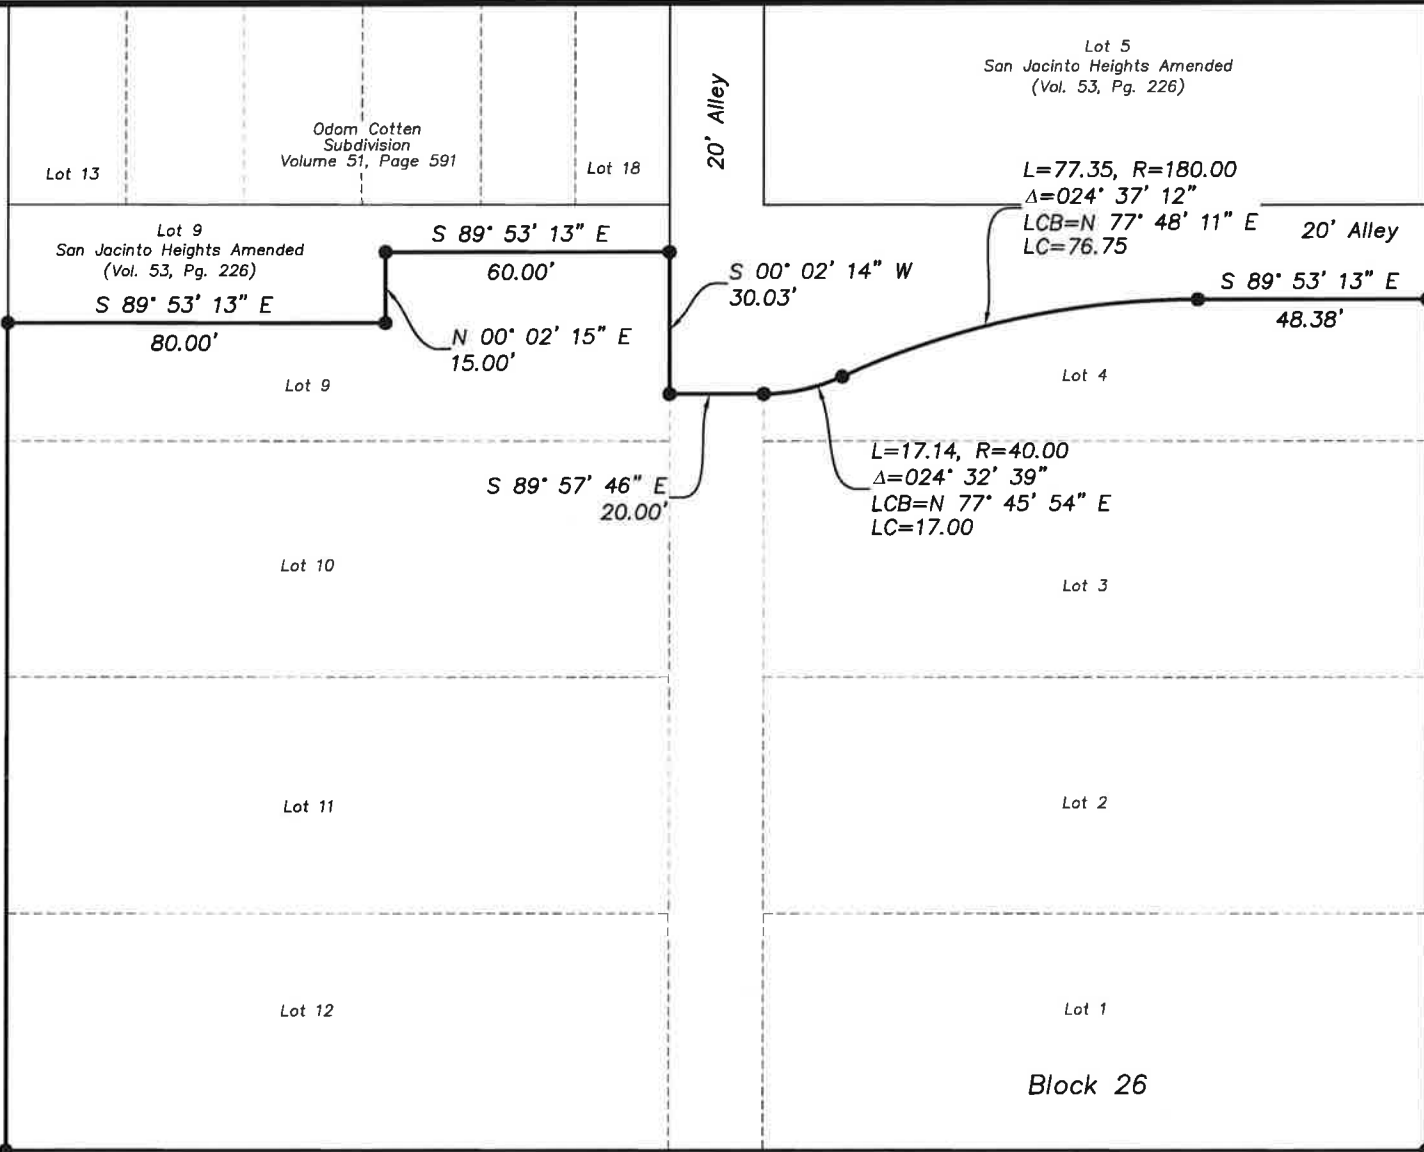 Lot 5
San Jacinto Heights Amended
(Vol. 53, Pg. 226)
20' Alley
Odom Cotten
Subdivision
Volume 51, Page 591
Lot 13
Lot 18
L=77.35, R=180.00
Δ=024° 37' 12"
LCB=N 77° 48' 11" E
LC=76.75
20' Alley
Lot 9
San Jacinto Heights Amended
(Vol. 53, Pg. 226)
S 89° 53' 13" E
80.00'
S 89° 53' 13" E
60.00'
S 00° 02' 14" W
30.03'
S 89° 53' 13" E
48.38'
N 00° 02' 15" E
15.00'
Lot 9
Lot 4
S 89° 57' 46" E
20.00'
L=17.14, R=40.00
Δ=024° 32' 39"
LCB=N 77° 45' 54" E
LC=17.00
Lot 10
Lot 3
Lot 11
Lot 2
Lot 12
Lot 1
Block 26